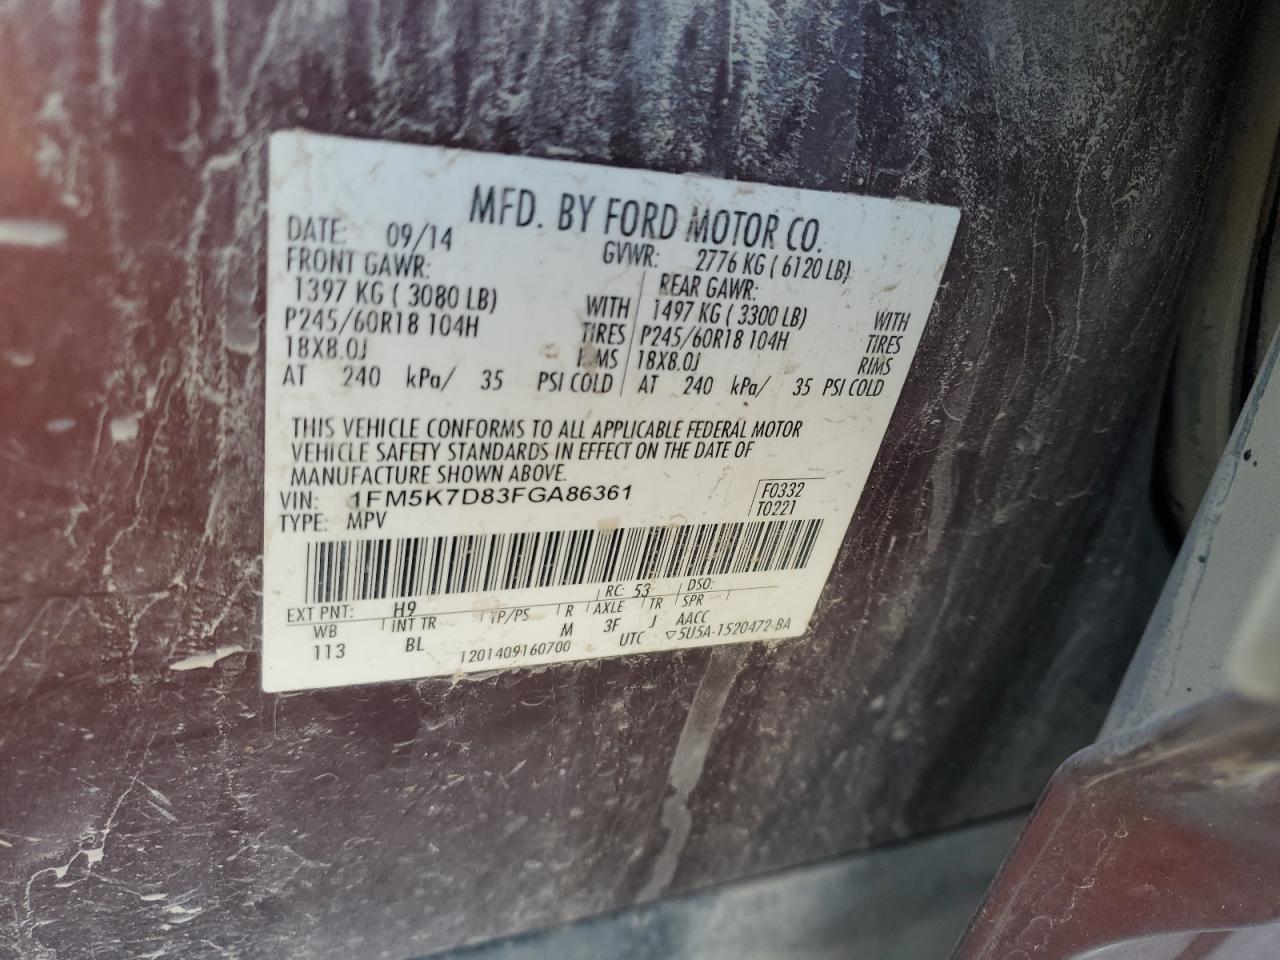 MFD. BY FORD MOTOR CO.
DATE: 09/14 GVWR: 2776 KG ( 6120 LB)
FRONT GAWR: REAR GAWR:
1397 KG ( 3080 LB) WITH 1497 KG ( 3300 LB) WITH
P245/60R18 104H TIRES P245/60R18 104H TIRES
18X8.0J RIMS 18X8.0J RIMS
AT 240 kPa/ 35 PSI COLD AT 240 kPa/ 35 PSI COLD
THIS VEHICLE CONFORMS TO ALL APPLICABLE FEDERAL MOTOR
VEHICLE SAFETY STANDARDS IN EFFECT ON THE DATE OF
MANUFACTURE SHOWN ABOVE.
VIN: 1FM5K7D83FGA86361 F0332
TYPE: MPV T0221
EXT PNT: H9 RC: 53 DSO:
WB INT TR TP/PS R AXLE TR SPR
113 BL M 3F J AACC
1201409160700 UTC ▽5U5A-1520472-BA